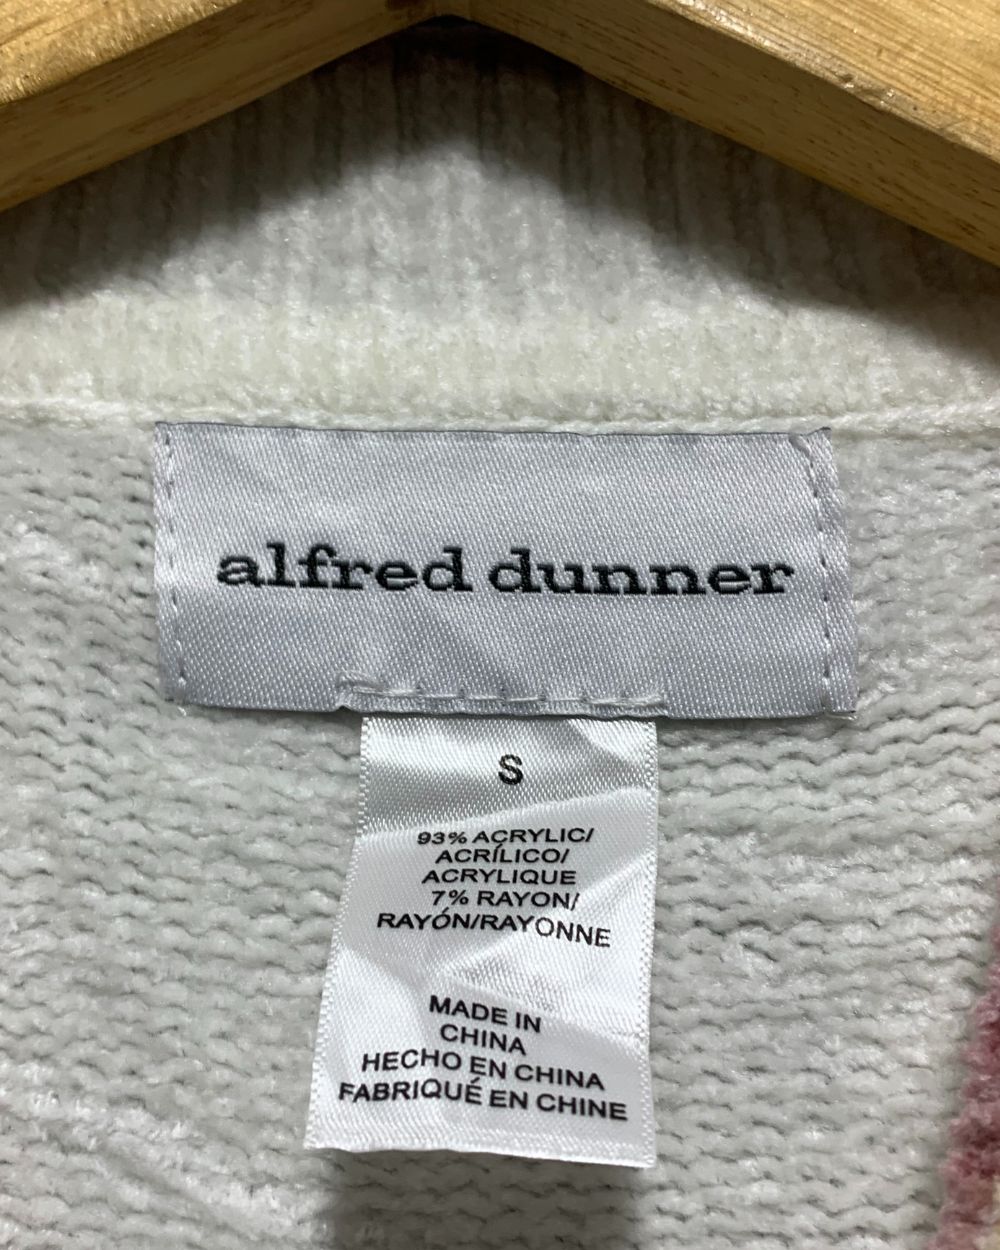 alfred dunner
S
93% ACRYLIC/
ACRÍLICO/
ACRYLIQUE
7% RAYON/
RAYÓN/RAYONNE
MADE IN
CHINA
HECHO EN CHINA
FABRIQUÉ EN CHINE